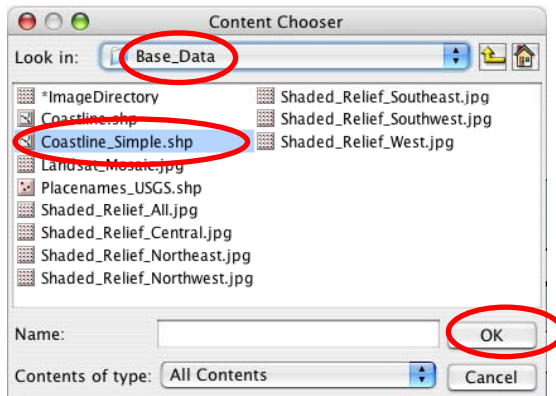 Content Chooser
Look in: Base_Data
*ImageDirectory
Coastline.shp
Coastline_Simple.shp
Landsat_Mosaic.jpg
Placenames_USGS.shp
Shaded_Relief_All.jpg
Shaded_Relief_Central.jpg
Shaded_Relief_Northeast.jpg
Shaded_Relief_Northwest.jpg
Shaded_Relief_Southeast.jpg
Shaded_Relief_Southwest.jpg
Shaded_Relief_West.jpg
Name:
OK
Contents of type: All Contents
Cancel